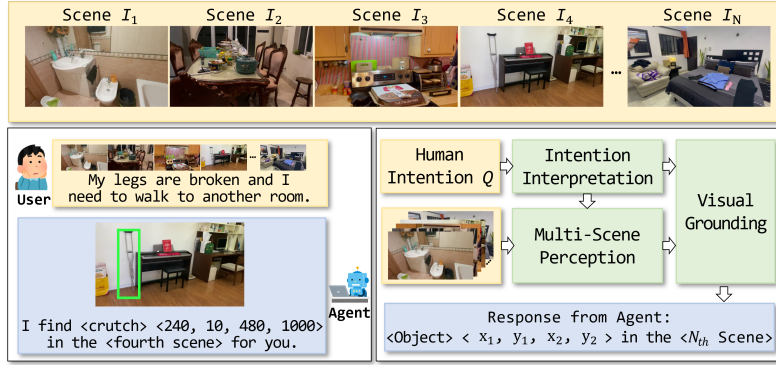 Scene I1 Scene I2 Scene I3 Scene I4 Scene IN
...
User
...
My legs are broken and I
need to walk to another room.
Agent
I find <crutch> <240, 10, 480, 1000>
in the <fourth scene> for you.
Human
Intention Q
Intention
Interpretation
Visual
Grounding
...
Multi-Scene
Perception
Response from Agent:
<Object> < x1, y1, x2, y2 > in the <Nth Scene>